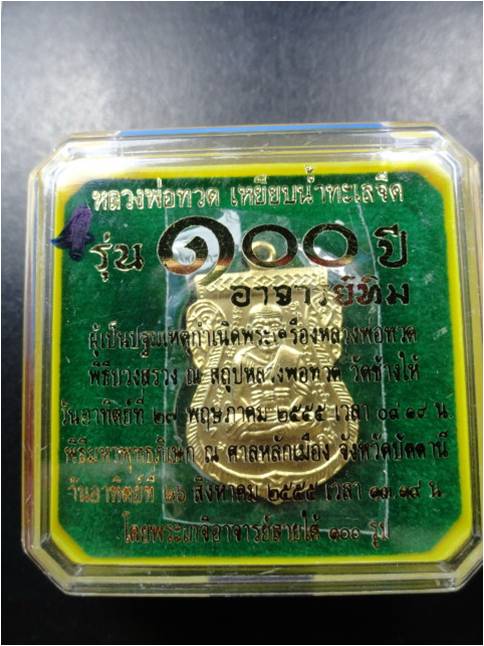 หลวงพ่อทวด เหยียบน้ำทะเลจืด
รุ่น ๑๐๐ ปี
อาจารย์ทิม
ผู้เป็นปฐมเหตุกำเนิดพระเครื่องหลวงพ่อทวด
พิธีบวงสรวง ณ สถูปหลวงพ่อทวด วัดช้างให้
วันอาทิตย์ที่ ๒๗ พฤษภาคม ๒๕๕๕ เวลา ๐๙.๑๙ น.
พิธีมหาพุทธาภิเษก ณ ศาลหลักเมือง จังหวัดปัตตานี
วันอาทิตย์ที่ ๒๖ สิงหาคม ๒๕๕๕ เวลา ๑๓.๑๙ น.
โดยพระเกจิอาจารย์สายใต้ ๑๐๐ รูป